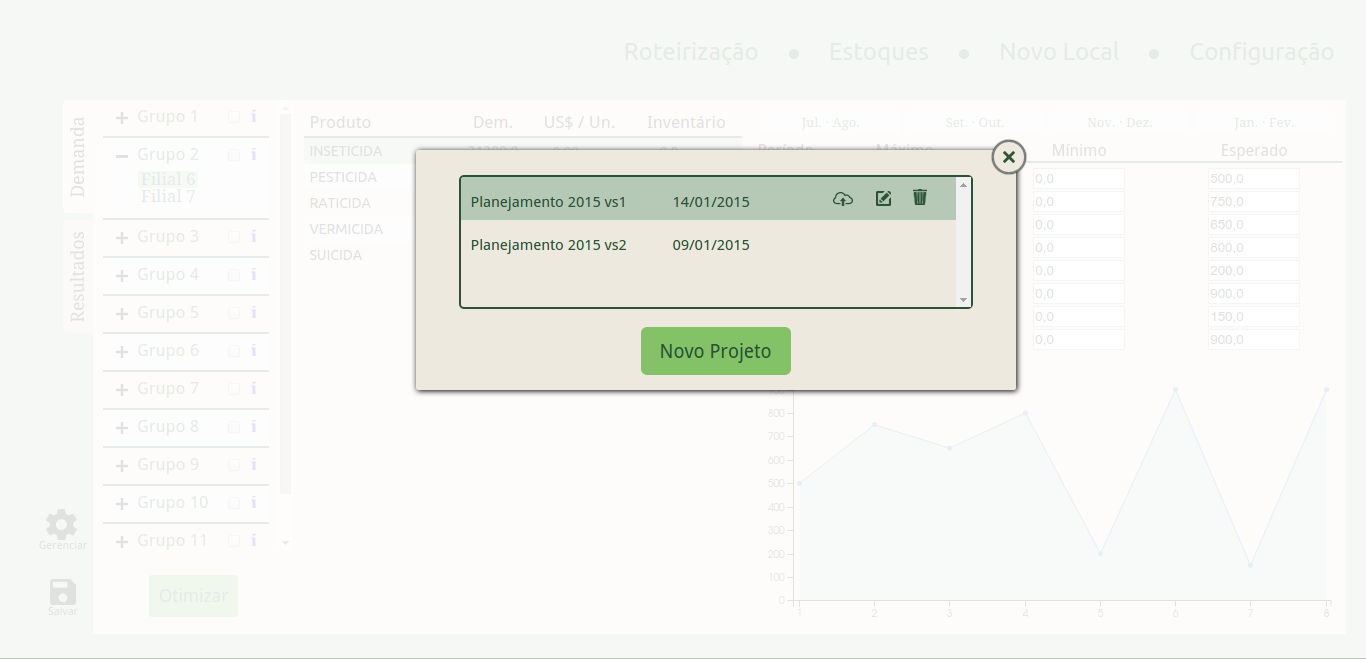 Roteirização • Estoques • Novo Local • Configuração
Demanda
Resultados
Grupo 1 i
Grupo 2 i
Filial 6
Filial 7
Grupo 3 i
Grupo 4 i
Grupo 5 i
Grupo 6 i
Grupo 7 i
Grupo 8 i
Grupo 9 i
Grupo 10 i
Grupo 11 i
Gerenciar
Salvar
Otimizar
Produto Dem. US$ / Un. Inventário
INSETICIDA
PESTICIDA
RATICIDA
VERMICIDA
SUICIDA
Jul. · Ago. Set. · Out. Nov. · Dez. Jan. · Fev.
Período Máximo Mínimo Esperado
0,0 500,0
0,0 750,0
0,0 650,0
0,0 800,0
0,0 200,0
0,0 900,0
0,0 150,0
0,0 900,0
Planejamento 2015 vs1 14/01/2015
Planejamento 2015 vs2 09/01/2015
Novo Projeto
800
700
600
500
400
300
200
100
0
1 2 3 4 5 6 7 8